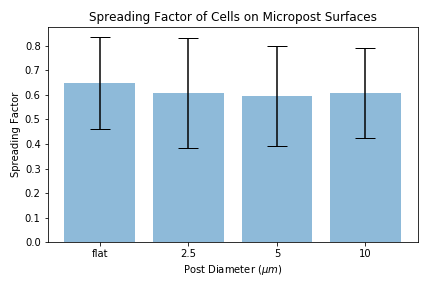 Spreading Factor of Cells on Micropost Surfaces
Spreading Factor
0.8
0.7
0.6
0.5
0.4
0.3
0.2
0.1
0.0
flat 2.5 5 10
Post Diameter (μm)